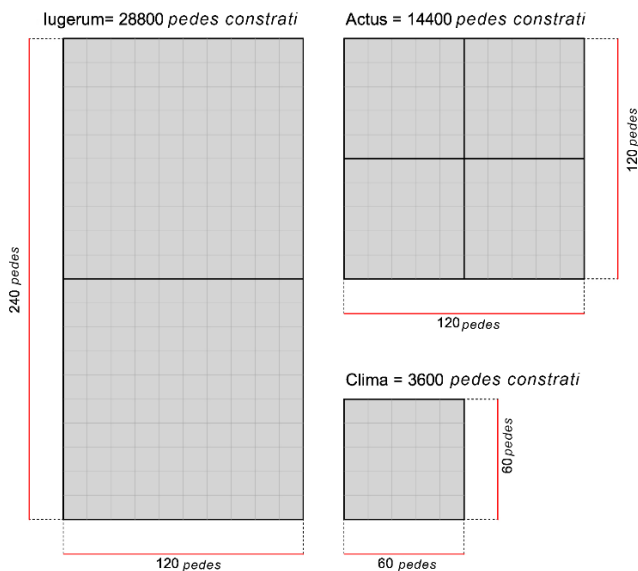 Iugerum= 28800 pedes constrati
240 pedes
120 pedes
Actus = 14400 pedes constrati
120 pedes
120 pedes
Clima = 3600 pedes constrati
60 pedes
60 pedes